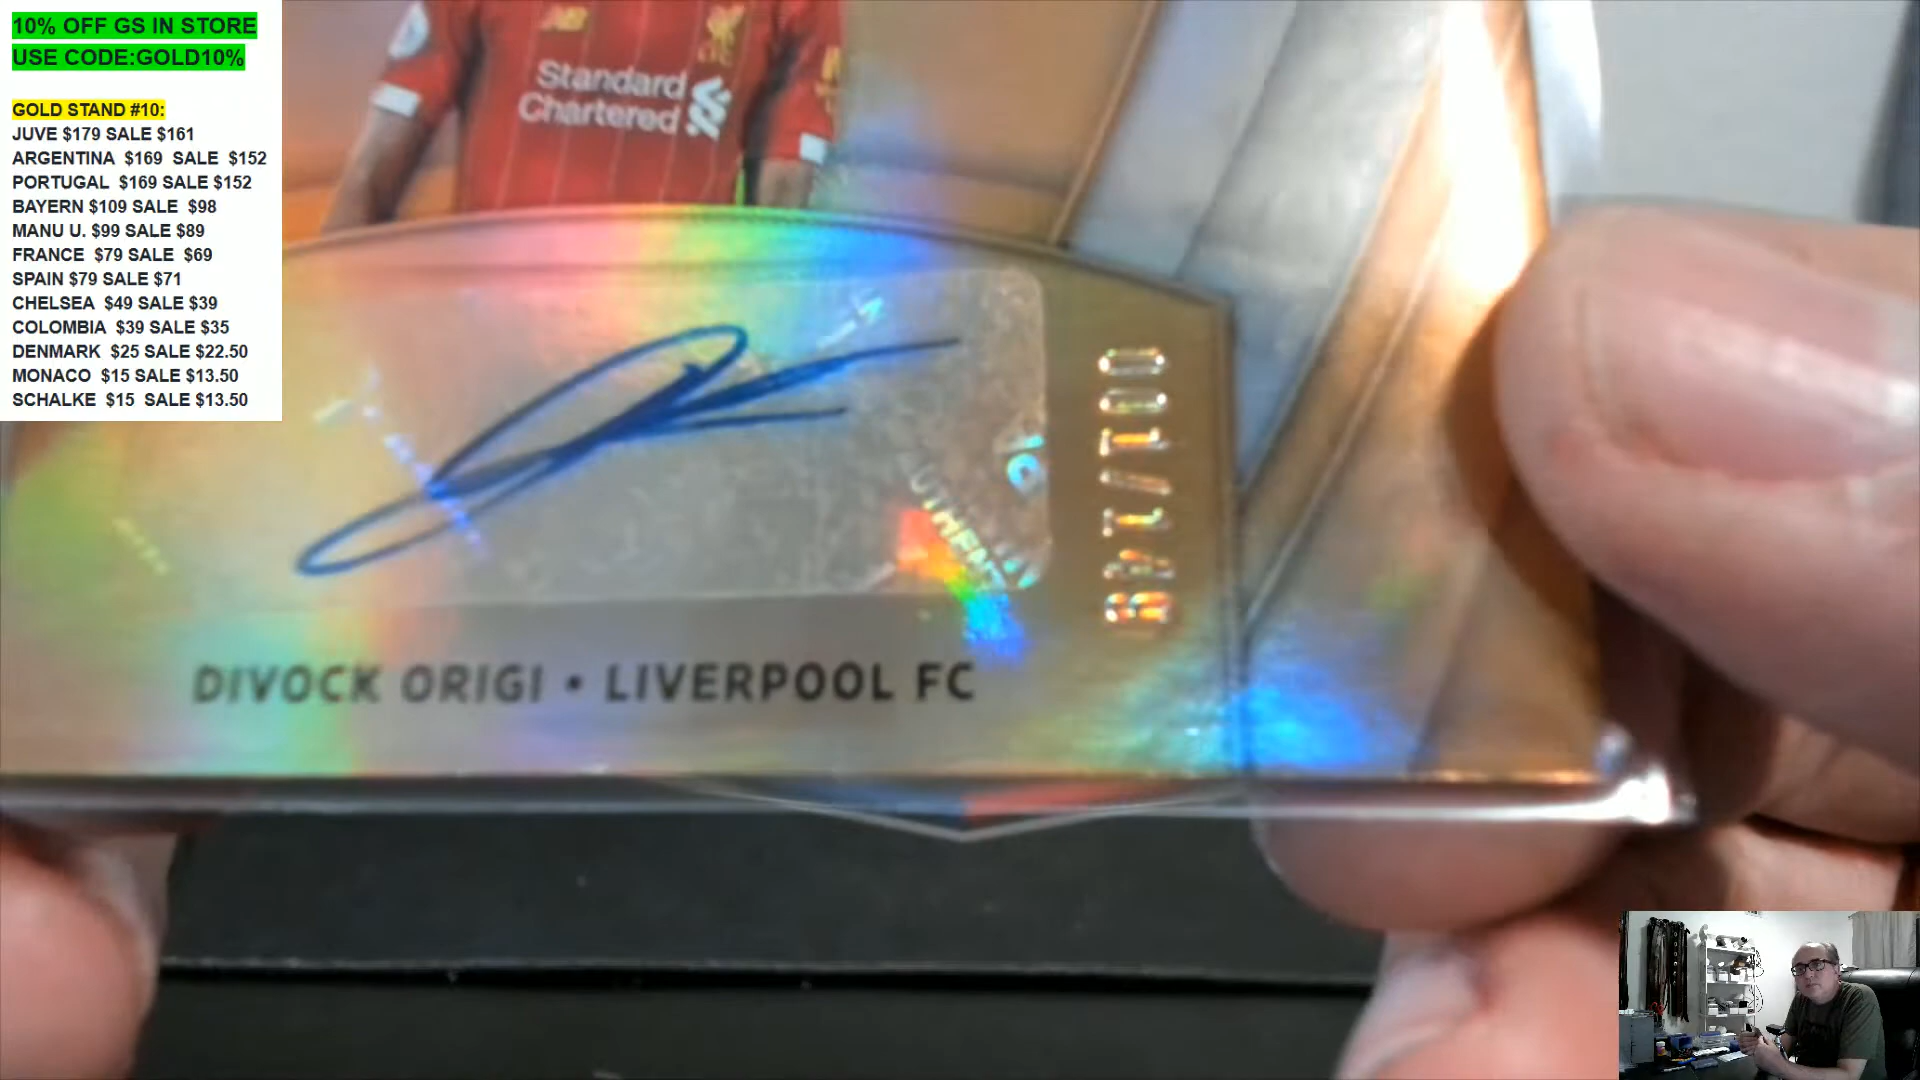 10% OFF GS IN STORE
USE CODE:GOLD10%
GOLD STAND #10:
JUVE $179 SALE $161
ARGENTINA $169 SALE $152
PORTUGAL $169 SALE $152
BAYERN $109 SALE $98
MANU U. $99 SALE $89
FRANCE $79 SALE $69
SPAIN $79 SALE $71
CHELSEA $49 SALE $39
COLOMBIA $39 SALE $35
DENMARK $25 SALE $22.50
MONACO $15 SALE $13.50
SCHALKE $15 SALE $13.50
Standard
Chartered
DIVOCK ORIGI • LIVERPOOL FC